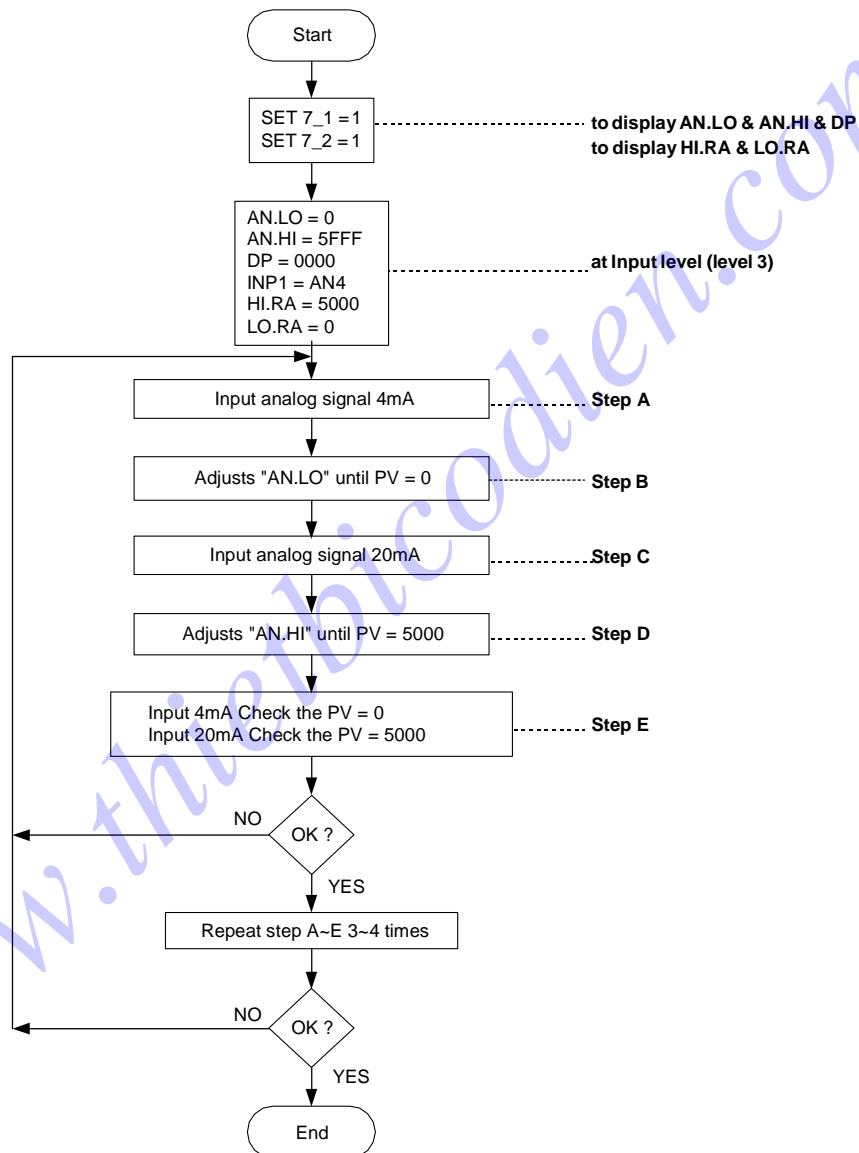 Start
SET 7_1 = 1
SET 7_2 = 1
to display AN.LO & AN.HI & DP
to display HI.RA & LO.RA
AN.LO = 0
AN.HI = 5FFF
DP = 0000
INP1 = AN4
HI.RA = 5000
LO.RA = 0
at Input level (level 3)
Input analog signal 4mA
Step A
Adjusts "AN.LO" until PV = 0
Step B
Input analog signal 20mA
Step C
Adjusts "AN.HI" until PV = 5000
Step D
Input 4mA Check the PV = 0
Input 20mA Check the PV = 5000
Step E
NO
OK ?
YES
Repeat step A~E 3~4 times
NO
OK ?
YES
End
w.thietbicodien.com